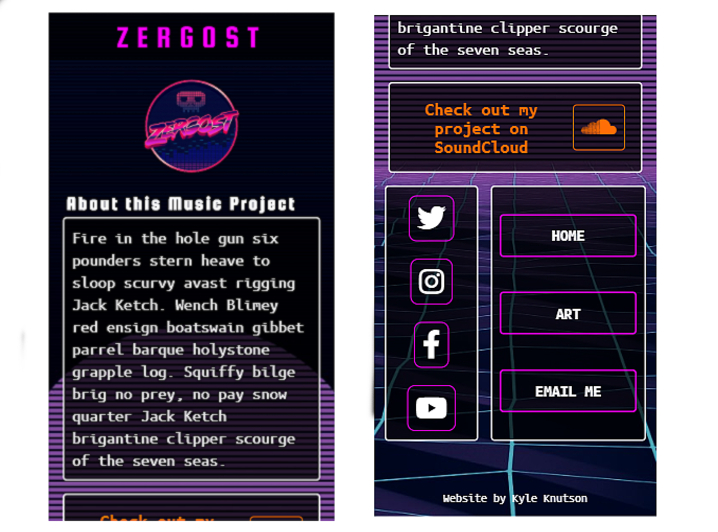 ZERGOST
ZERGOST
About this Music Project
Fire in the hole gun six
pounders stern heave to
sloop scurvy avast rigging
Jack Ketch. Wench Blimey
red ensign boatswain gibbet
parrel barque holystone
grapple log. Squiffy bilge
brig no prey, no pay snow
quarter Jack Ketch
brigantine clipper scourge
of the seven seas.
Check out my
brigantine clipper scourge
of the seven seas.
Check out my
project on
SoundCloud
HOME
ART
EMAIL ME
Website by Kyle Knutson